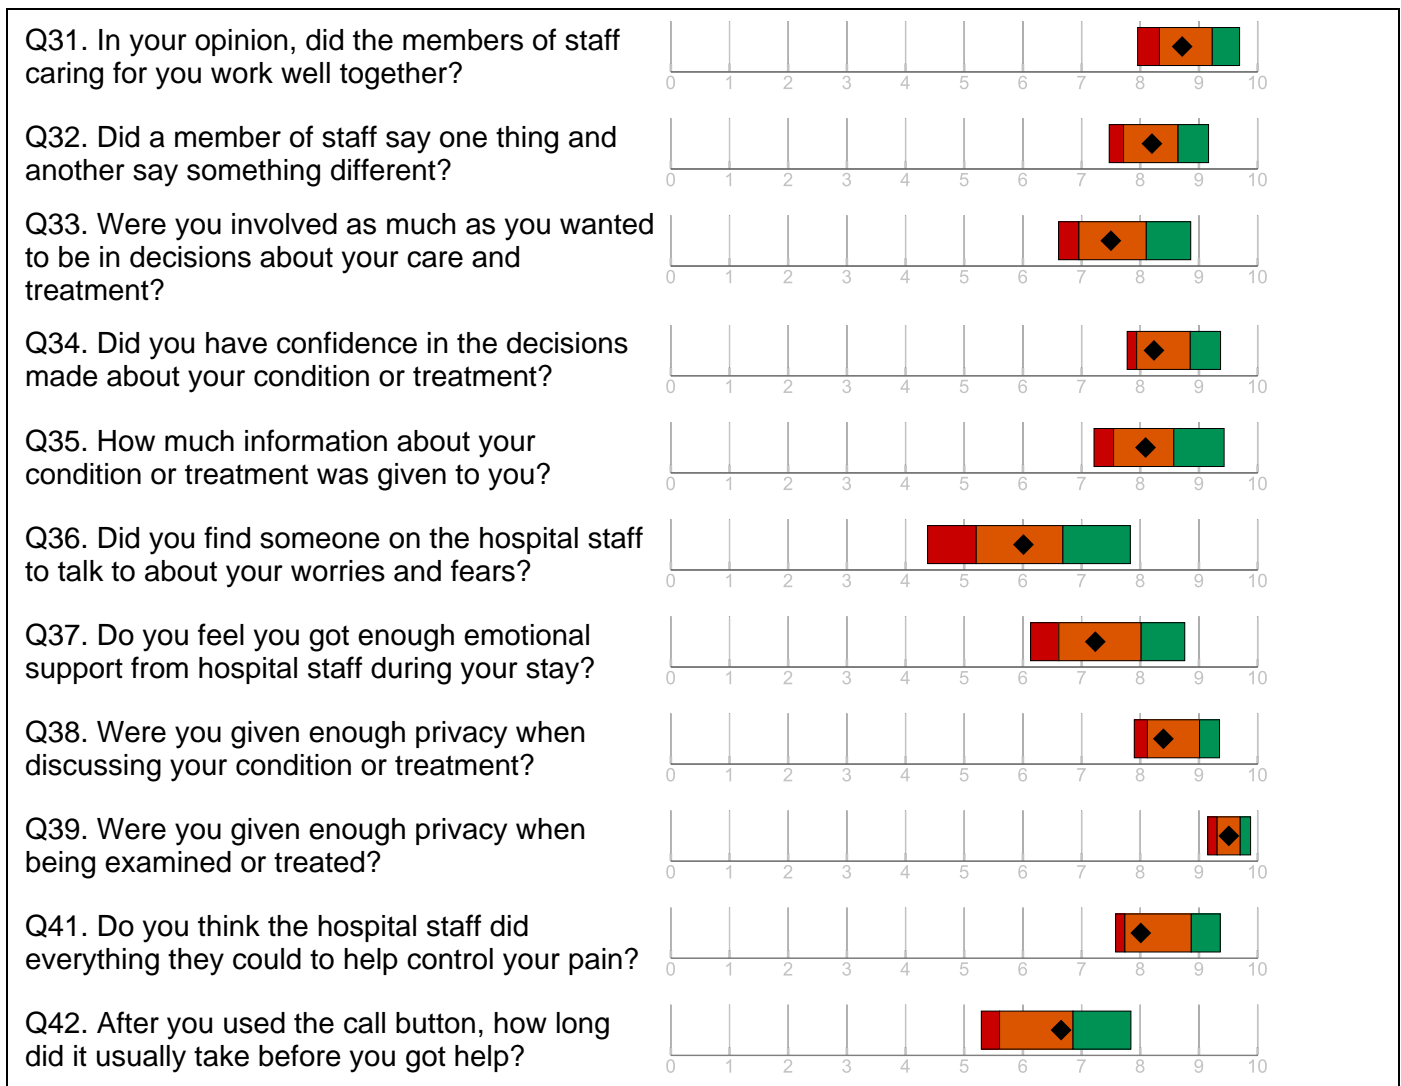 Q31. In your opinion, did the members of staff
caring for you work well together?
0 1 2 3 4 5 6 7 8 9 10
Q32. Did a member of staff say one thing and
another say something different?
0 1 2 3 4 5 6 7 8 9 10
Q33. Were you involved as much as you wanted
to be in decisions about your care and
treatment?
0 1 2 3 4 5 6 7 8 9 10
Q34. Did you have confidence in the decisions
made about your condition or treatment?
0 1 2 3 4 5 6 7 8 9 10
Q35. How much information about your
condition or treatment was given to you?
0 1 2 3 4 5 6 7 8 9 10
Q36. Did you find someone on the hospital staff
to talk to about your worries and fears?
0 1 2 3 4 5 6 7 8 9 10
Q37. Do you feel you got enough emotional
support from hospital staff during your stay?
0 1 2 3 4 5 6 7 8 9 10
Q38. Were you given enough privacy when
discussing your condition or treatment?
0 1 2 3 4 5 6 7 8 9 10
Q39. Were you given enough privacy when
being examined or treated?
0 1 2 3 4 5 6 7 8 9 10
Q41. Do you think the hospital staff did
everything they could to help control your pain?
0 1 2 3 4 5 6 7 8 9 10
Q42. After you used the call button, how long
did it usually take before you got help?
0 1 2 3 4 5 6 7 8 9 10